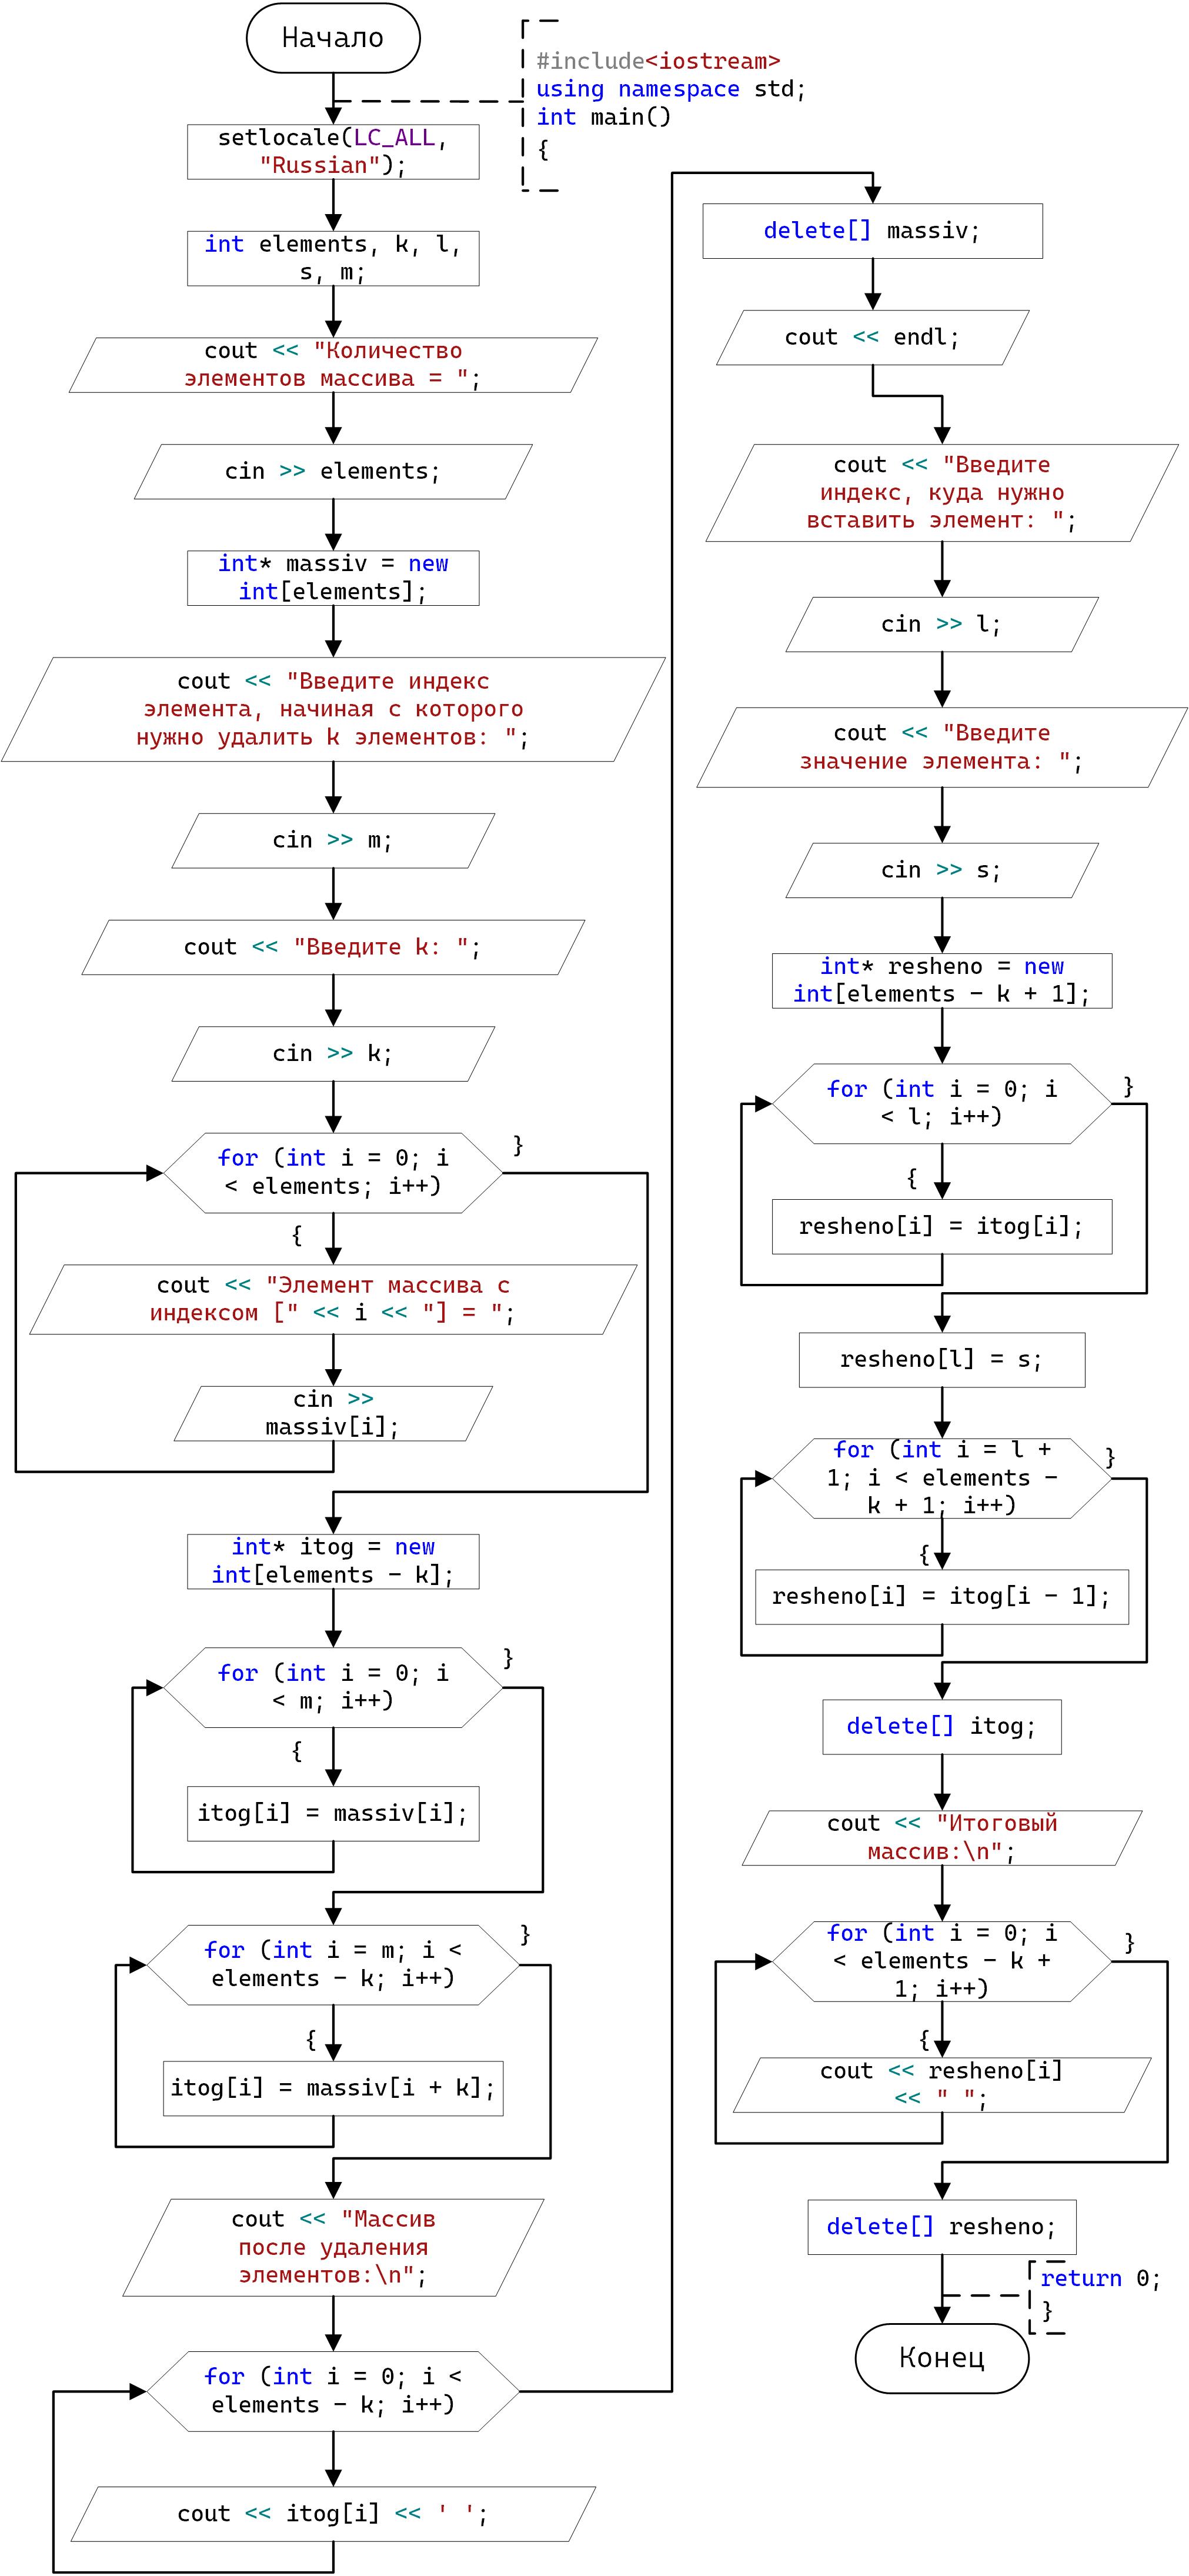 Начало
#include<iostream>
using namespace std;
int main()
{
setlocale(LC_ALL,
"Russian");
int elements, k, l,
s, m;
cout << "Количество
элементов массива = ";
cin >> elements;
int* massiv = new
int[elements];
cout << "Введите индекс
элемента, начиная с которого
нужно удалить k элементов: ";
cin >> m;
cout << "Введите k: ";
cin >> k;
for (int i = 0; i
< elements; i++)
}
{
cout << "Элемент массива с
индексом [" << i << "] = ";
cin >>
massiv[i];
int* itog = new
int[elements − k];
for (int i = 0; i
< m; i++)
}
{
itog[i] = massiv[i];
for (int i = m; i <
elements − k; i++)
}
{
itog[i] = massiv[i + k];
cout << "Массив
после удаления
элементов:\n";
for (int i = 0; i <
elements − k; i++)
cout << itog[i] << ' ';
delete[] massiv;
cout << endl;
cout << "Введите
индекс, куда нужно
вставить элемент: ";
cin >> l;
cout << "Введите
значение элемента: ";
cin >> s;
int* resheno = new
int[elements − k + 1];
for (int i = 0; i
< l; i++)
}
{
resheno[i] = itog[i];
resheno[l] = s;
for (int i = l +
1; i < elements −
k + 1; i++)
}
{
resheno[i] = itog[i − 1];
delete[] itog;
cout << "Итоговый
массив:\n";
for (int i = 0; i
< elements − k +
1; i++)
}
{
cout << resheno[i]
<< " ";
delete[] resheno;
return 0;
}
Конец